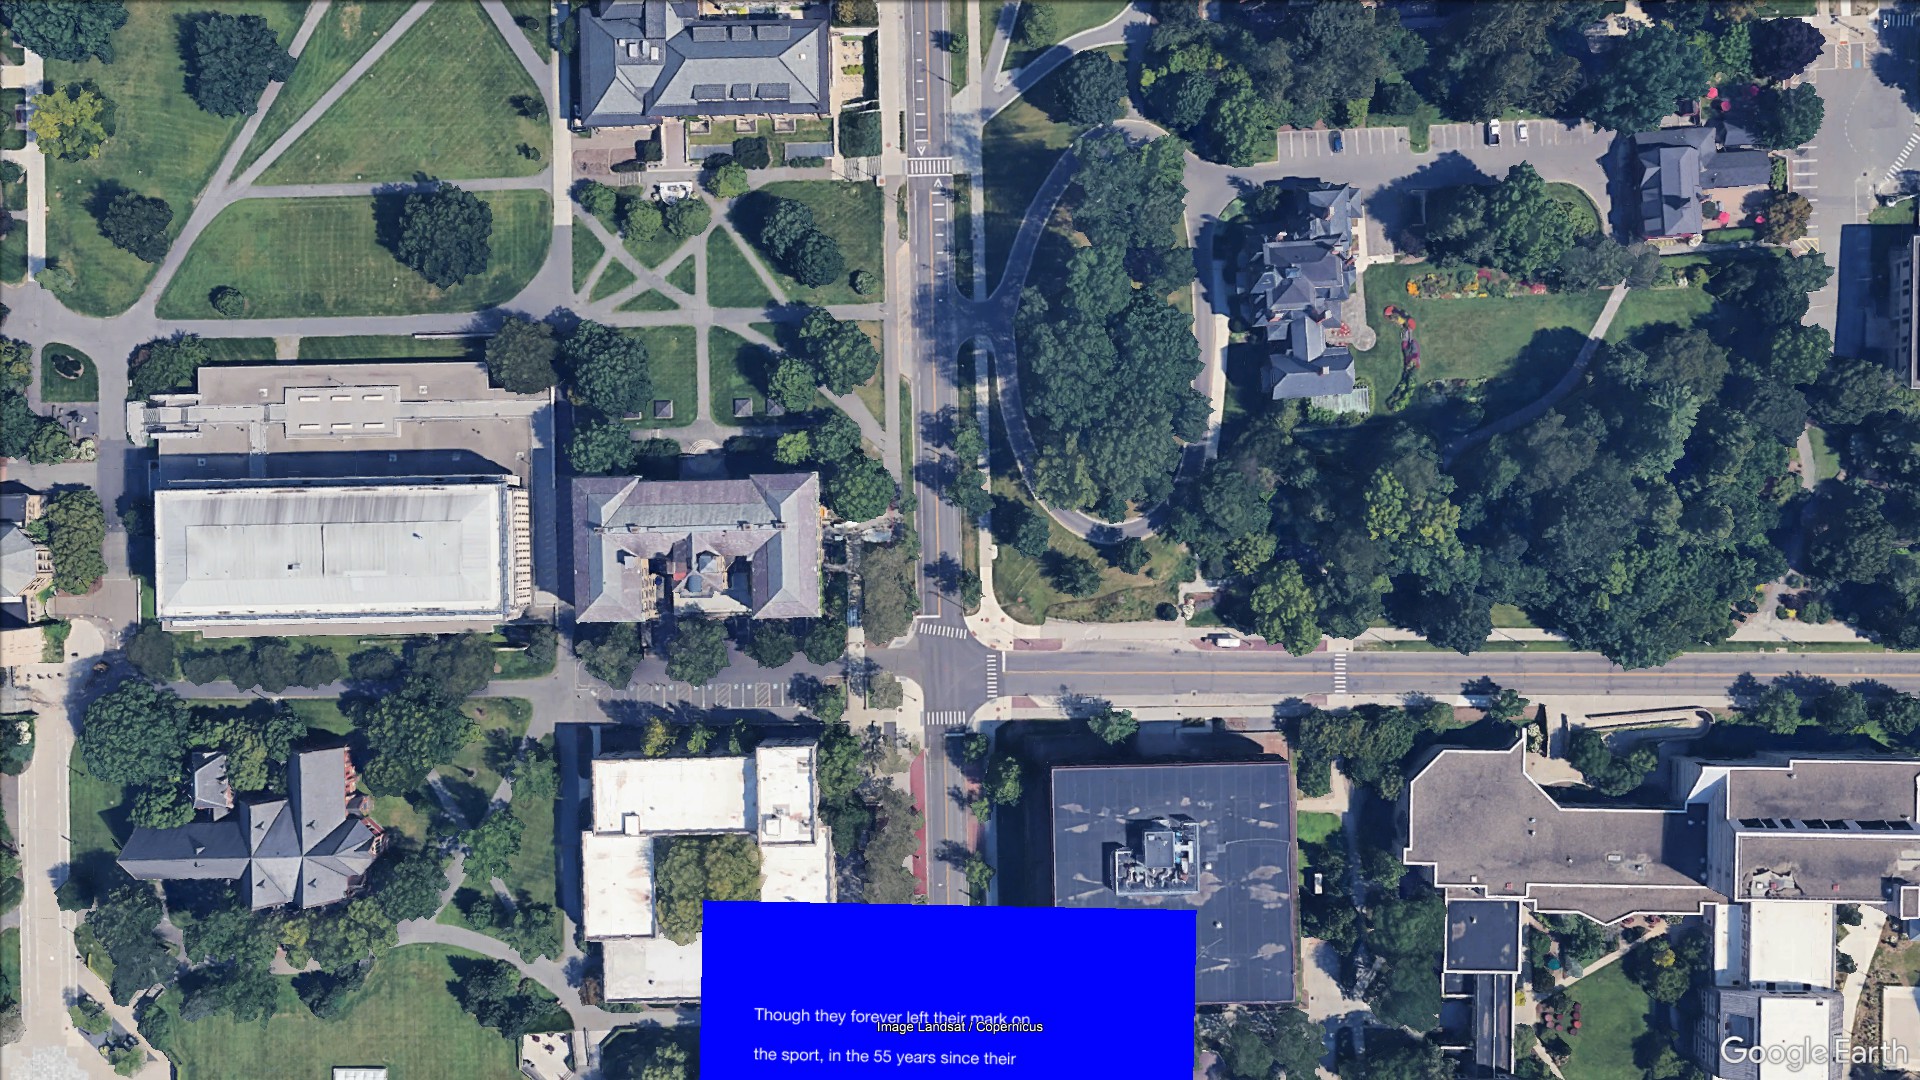 Though they forever left their mark on
Image Landsat / Copernicus
the sport, in the 55 years since their
Google Earth